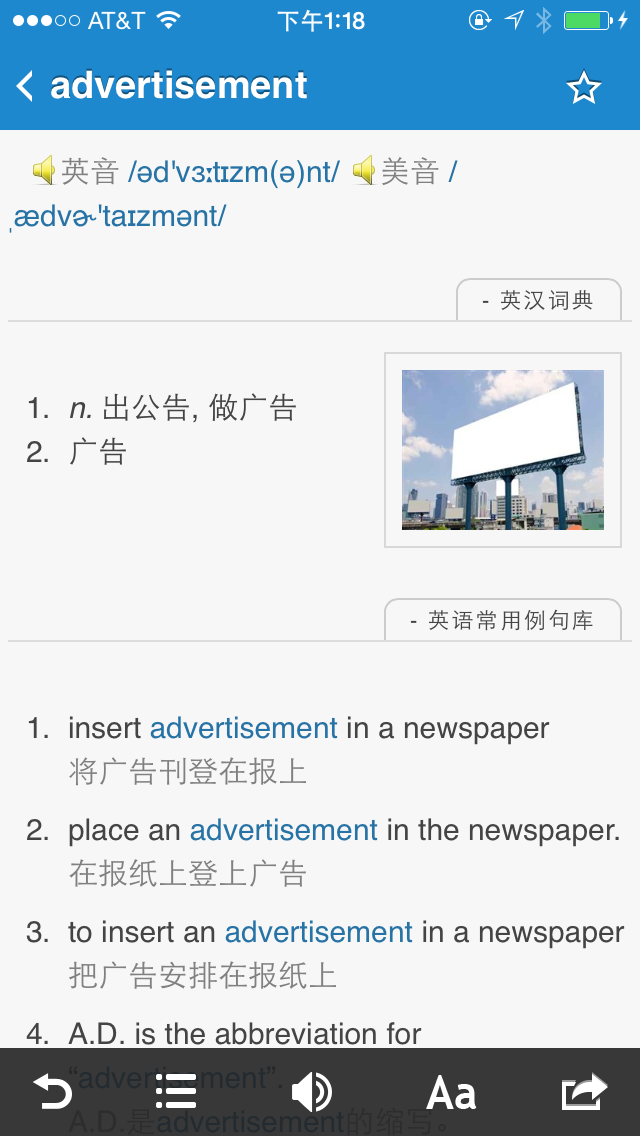 AT&T 下午1:18
advertisement
英音 /əd'vɜːtɪzm(ə)nt/ 美音 /
ˌædvɚ'taɪzmənt/
- 英汉词典
1. n. 出公告, 做广告
2. 广告
- 英语常用例句库
1. insert advertisement in a newspaper
将广告刊登在报上
2. place an advertisement in the newspaper.
在报纸上登上广告
3. to insert an advertisement in a newspaper
把广告安排在报纸上
4. A.D. is the abbreviation for
“advertisement”.
A.D.是advertisement的缩写。
Aa